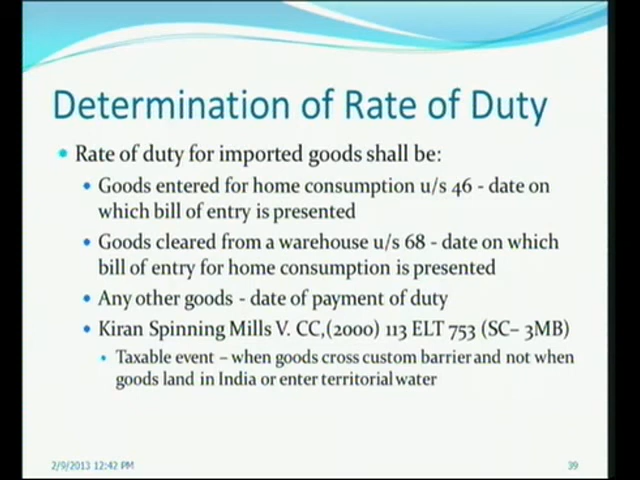 Determination of Rate of Duty
• Rate of duty for imported goods shall be:
• Goods entered for home consumption u/s 46 - date on
which bill of entry is presented
• Goods cleared from a warehouse u/s 68 - date on which
bill of entry for home consumption is presented
• Any other goods - date of payment of duty
• Kiran Spinning Mills V. CC,(2000) 113 ELT 753 (SC– 3MB)
• Taxable event – when goods cross custom barrier and not when
goods land in India or enter territorial water
2/9/2013 12:42 PM
39